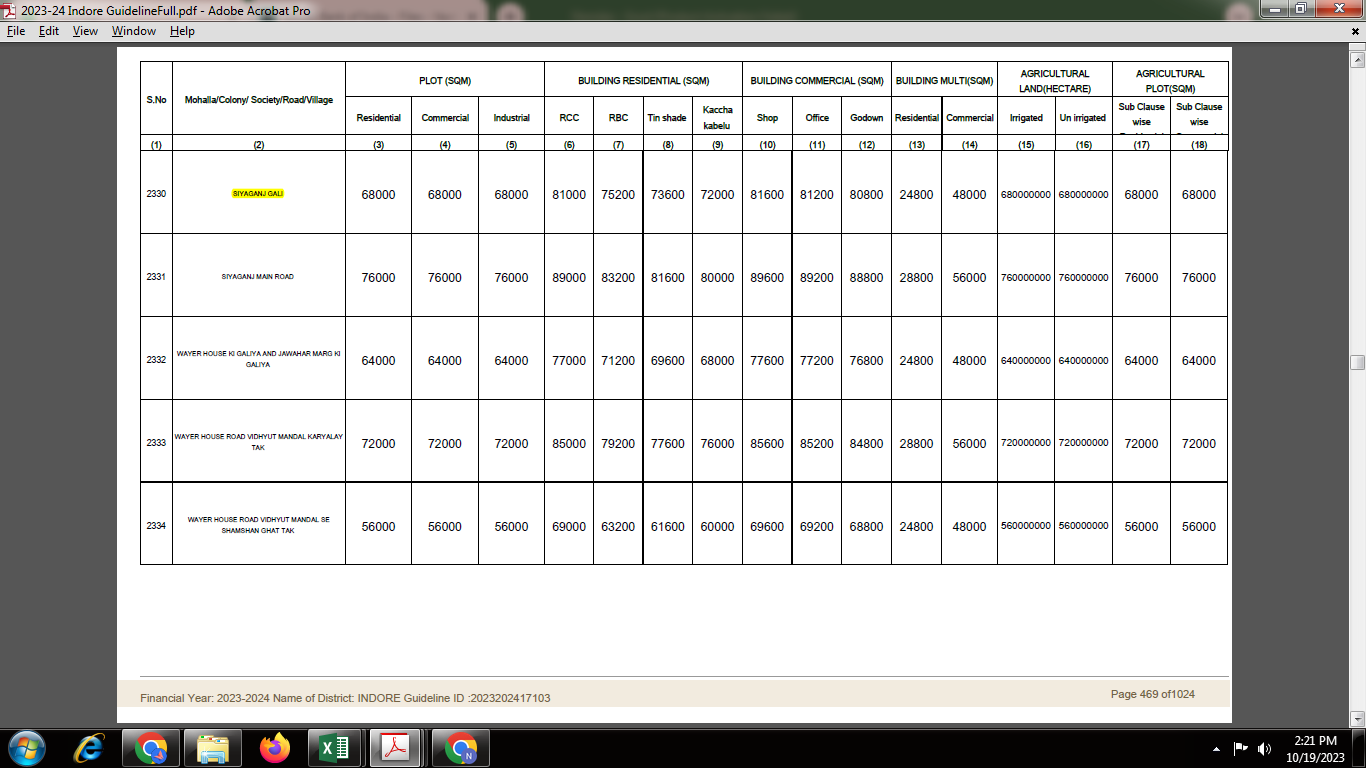 2023-24 Indore GuidelineFull.pdf - Adobe Acrobat Pro
File Edit View Window Help
S.No Mohalla/Colony/ Society/Road/Village PLOT (SQM) BUILDING RESIDENTIAL (SQM) BUILDING COMMERCIAL (SQM) BUILDING MULTI(SQM) AGRICULTURAL LAND(HECTARE) AGRICULTURAL PLOT(SQM)
Residential Commercial Industrial RCC RBC Tin shade Kaccha kabelu Shop Office Godown Residential Commercial Irrigated Un irrigated Sub Clause wise Sub Clause wise
(1) (2) (3) (4) (5) (6) (7) (8) (9) (10) (11) (12) (13) (14) (15) (16) (17) (18)
2330 SIYAGANJ GALI 68000 68000 68000 81000 75200 73600 72000 81600 81200 80800 24800 48000 680000000 680000000 68000 68000
2331 SIYAGANJ MAIN ROAD 76000 76000 76000 89000 83200 81600 80000 89600 89200 88800 28800 56000 760000000 760000000 76000 76000
2332 WAYER HOUSE KI GALIYA AND JAWAHAR MARG KI GALIYA 64000 64000 64000 77000 71200 69600 68000 77600 77200 76800 24800 48000 640000000 640000000 64000 64000
2333 WAYER HOUSE ROAD VIDHYUT MANDAL KARYALAY TAK 72000 72000 72000 85000 79200 77600 76000 85600 85200 84800 28800 56000 720000000 720000000 72000 72000
2334 WAYER HOUSE ROAD VIDHYUT MANDAL SE SHAMSHAN GHAT TAK 56000 56000 56000 69000 63200 61600 60000 69600 69200 68800 24800 48000 560000000 560000000 56000 56000
Financial Year: 2023-2024 Name of District: INDORE Guideline ID :2023202417103
Page 469 of1024
2:21 PM
10/19/2023